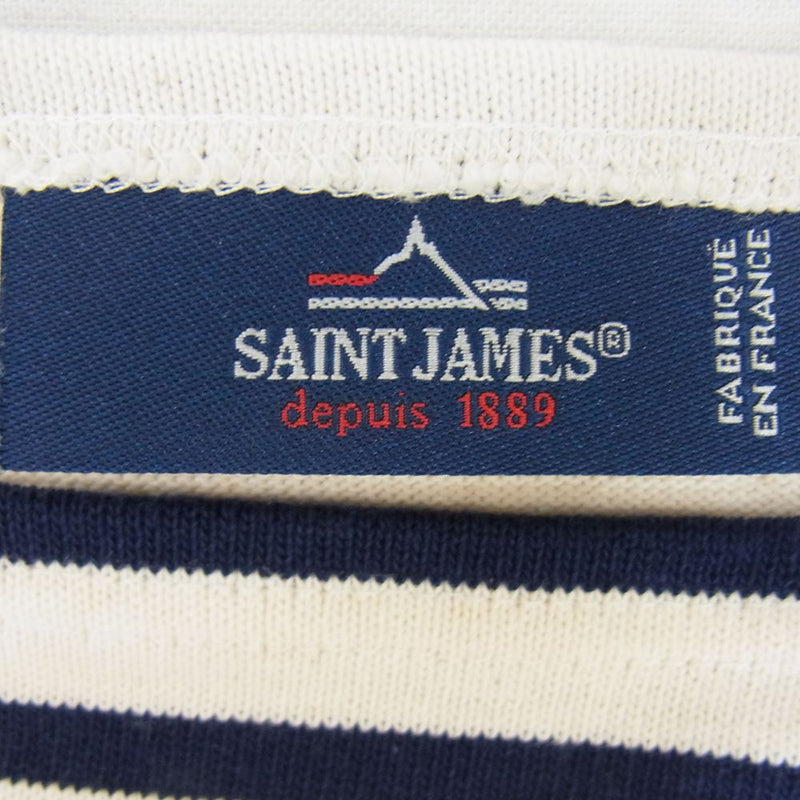 SAINT JAMES®
depuis 1889
FABRIQUÉ
EN FRANCE